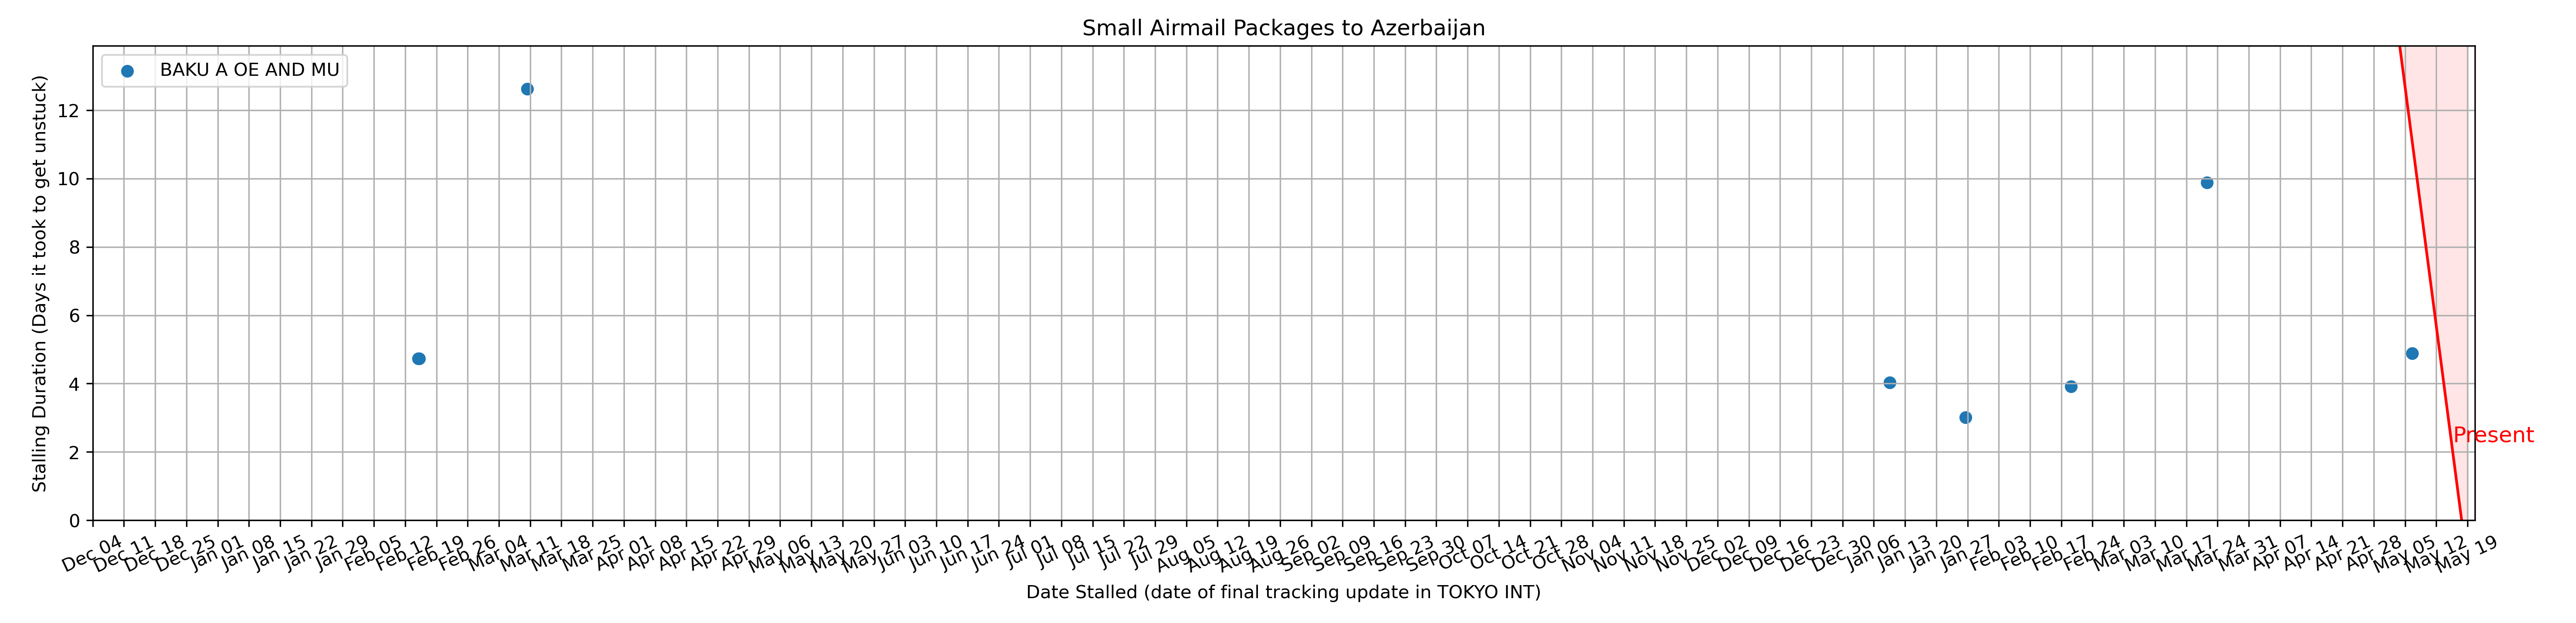 Small Airmail Packages to Azerbaijan
BAKU A OE AND MU
Stalling Duration (Days it took to get unstuck)
12
10
8
6
4
2
0
Present
Dec 04
Dec 11
Dec 18
Dec 25
Jan 01
Jan 08
Jan 15
Jan 22
Jan 29
Feb 05
Feb 12
Feb 19
Feb 26
Mar 04
Mar 11
Mar 18
Mar 25
Apr 01
Apr 08
Apr 15
Apr 22
Apr 29
May 06
May 13
May 20
May 27
Jun 03
Jun 10
Jun 17
Jun 24
Jul 01
Jul 08
Jul 15
Jul 22
Jul 29
Aug 05
Aug 12
Aug 19
Aug 26
Sep 02
Sep 09
Sep 16
Sep 23
Sep 30
Oct 07
Oct 14
Oct 21
Oct 28
Nov 04
Nov 11
Nov 18
Nov 25
Dec 02
Dec 09
Dec 16
Dec 23
Dec 30
Jan 06
Jan 13
Jan 20
Jan 27
Feb 03
Feb 10
Feb 17
Feb 24
Mar 03
Mar 10
Mar 17
Mar 24
Mar 31
Apr 07
Apr 14
Apr 21
Apr 28
May 05
May 12
May 19
Date Stalled (date of final tracking update in TOKYO INT)